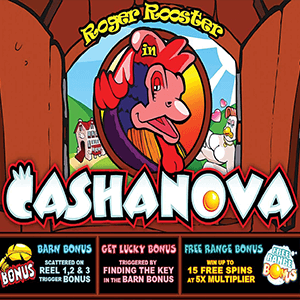 Roger Rooster
in
CASHANOVA
BONUS
BARN BONUS
SCATTERED ON
REEL 1,2 & 3
TRIGGER BONUS
GET LUCKY BONUS
TRIGGERED BY
FINDING THE KEY
IN THE BARN BONUS
FREE RANGE BONUS
WIN UP TO
15 FREE SPINS
AT 5X MULTIPLIER
FREE
RANGE
BONUS